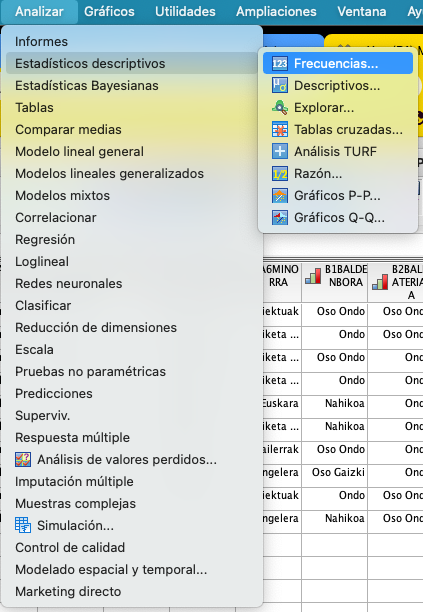 Analizar Gráficos Utilidades Ampliaciones Ventana Ay
Informes
Estadísticos descriptivos
Estadísticas Bayesianas
Tablas
Comparar medias
Modelo lineal general
Modelos lineales generalizados
Modelos mixtos
Correlacionar
Regresión
Loglineal
Redes neuronales
Clasificar
Reducción de dimensiones
Escala
Pruebas no paramétricas
Predicciones
Superviv.
Respuesta múltiple
Análisis de valores perdidos...
Imputación múltiple
Muestras complejas
Simulación...
Control de calidad
Modelado espacial y temporal...
Marketing directo
Frecuencias...
Descriptivos...
Explorar...
Tablas cruzadas...
Análisis TURF
Razón...
Gráficos P-P...
Gráficos Q-Q...
A6MINO B1BALDE B2BAL
RRA NBORA ATERIA
A
iektuak Oso Ondo Oso Ond
iketa ... Ondo Oso Ond
iketa ... Oso Ondo Ond
iketa ... Ondo Ond
Euskara Nahikoa Ond
iketa ... Nahikoa Oso Ond
ailerrak Oso Ondo Oso Ond
ngelera Oso Gaizki Ond
iektuak Ondo Oso Ond
ngelera Nahikoa Oso Ond